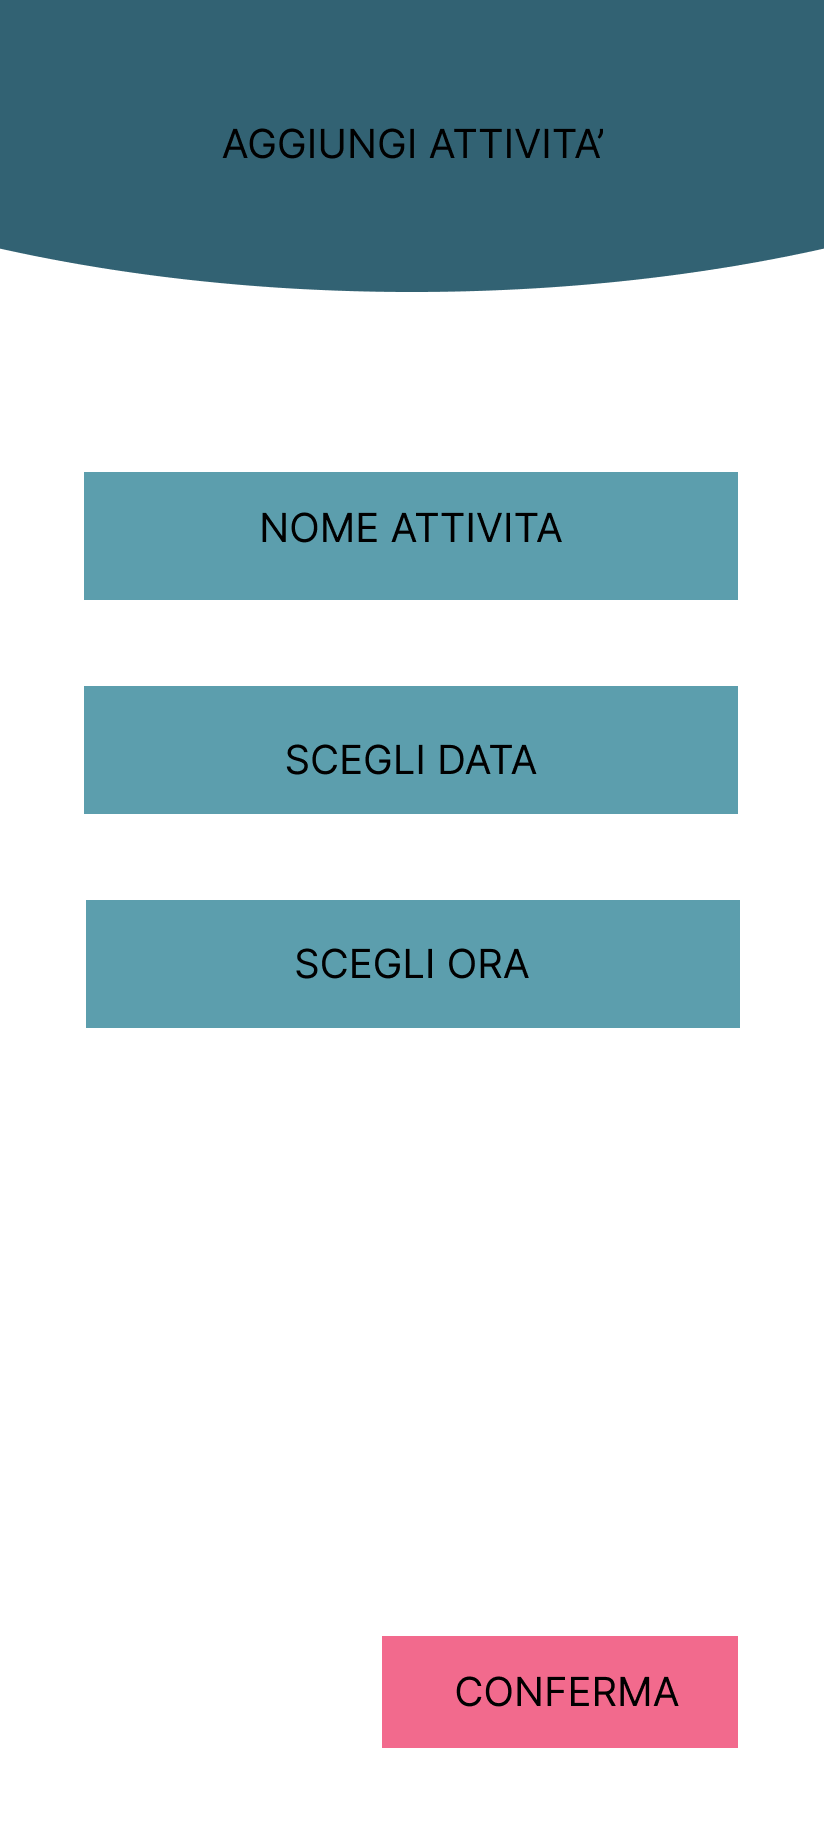 AGGIUNGI ATTIVITA’
NOME ATTIVITA
SCEGLI DATA
SCEGLI ORA
CONFERMA